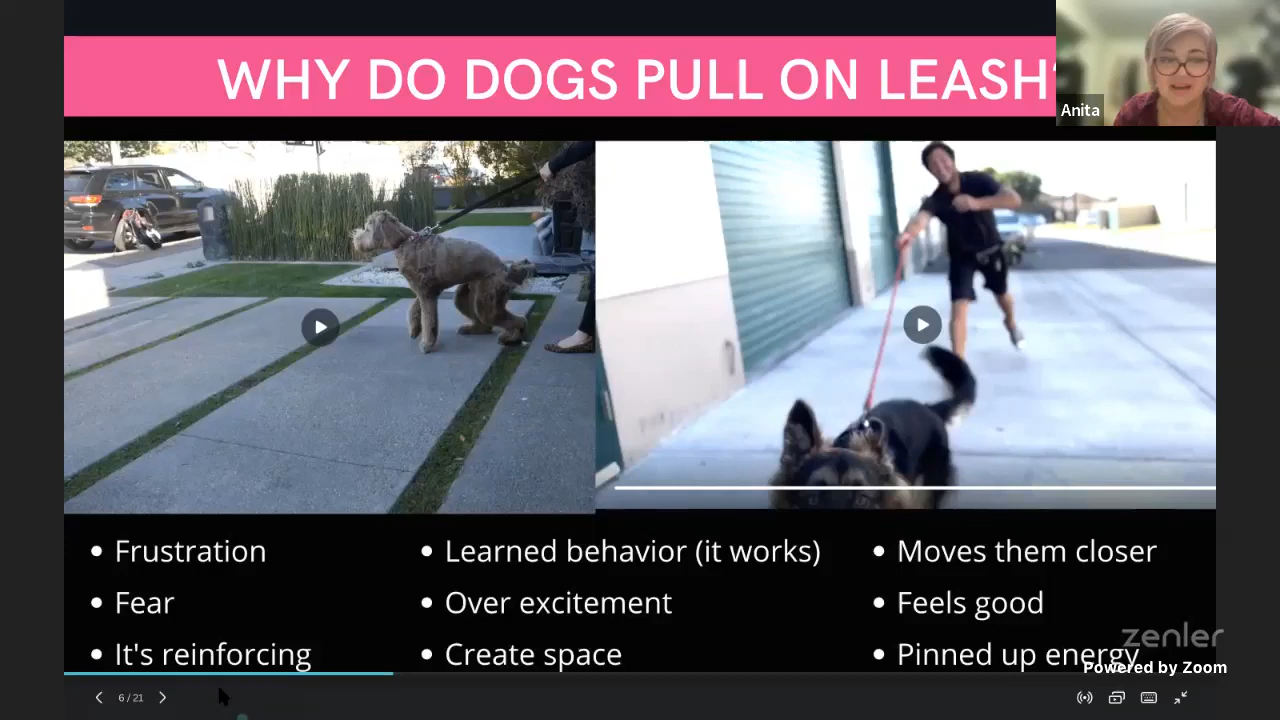 WHY DO DOGS PULL ON LEASH?
Anita
Frustration
Fear
It's reinforcing
Learned behavior (it works)
Over excitement
Create space
Moves them closer
Feels good
Pinned up energy
zenler
Powered by Zoom
6 / 21